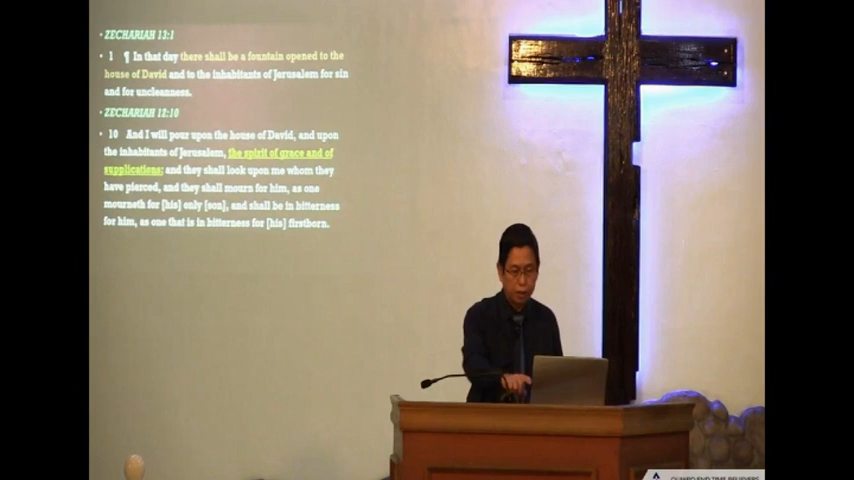 • ZECHARIAH 13:1
• 1 ¶ In that day there shall be a fountain opened to the
house of David and to the inhabitants of Jerusalem for sin
and for uncleanness.
• ZECHARIAH 12:10
• 10 And I will pour upon the house of David, and upon
the inhabitants of Jerusalem, the spirit of grace and of
supplications: and they shall look upon me whom they
have pierced, and they shall mourn for him, as one
mourneth for [his] only [son], and shall be in bitterness
for him, as one that is in bitterness for [his] firstborn.
END TIME BELIEVERS